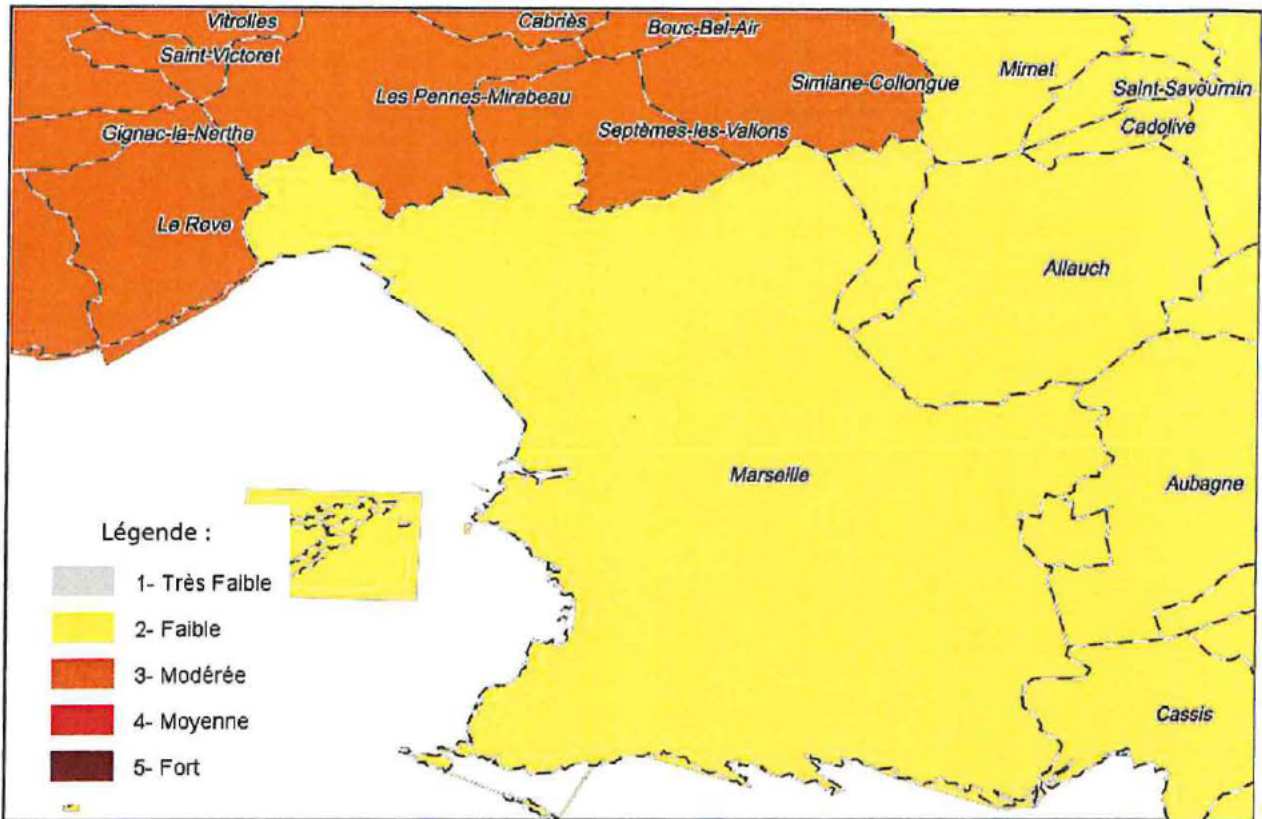 Vitrolles
Cabriès
Bouc-Bel-Air
Saint-Victoret
Mimet
Simiane-Collongue
Saint-Savournin
Les Pennes-Mirabeau
Cadolive
Gignac-la-Nerthe
Septèmes-les-Vallons
Le Rove
Allauch
Marseille
Aubagne
Cassis
Légende :
1- Très Faible
2- Faible
3- Modérée
4- Moyenne
5- Fort